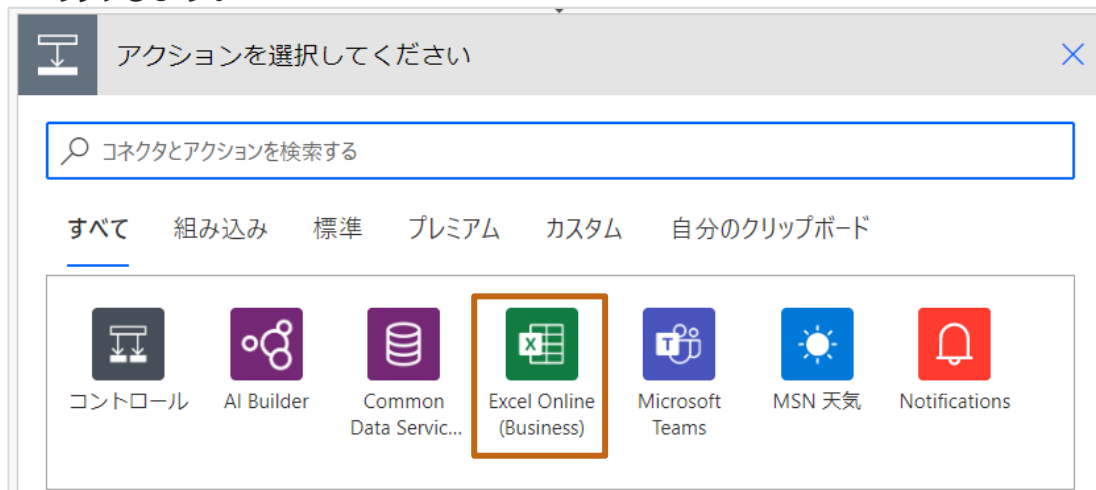 アクションを選択してください
コネクタとアクションを検索する
すべて 組み込み 標準 プレミアム カスタム 自分のクリップボード
コントロール AI Builder Common Excel Online Microsoft MSN 天気 Notifications
Data Servic... (Business) Teams